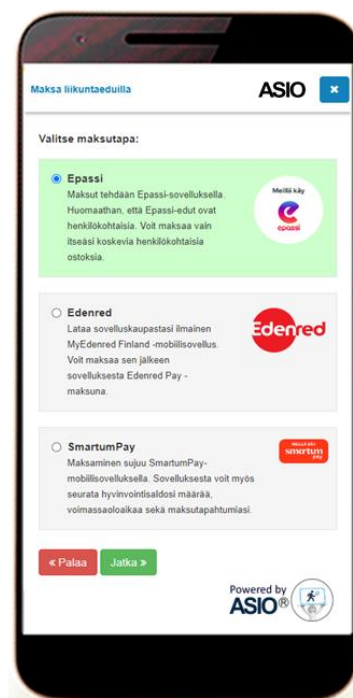 Maksa liikuntaeduilla
ASIO
×
Valitse maksutapa:
Epassi
Maksut tehdään Epassi-sovelluksella.
Huomaathan, että Epassi-edut ovat
henkilökohtaisia. Voit maksaa vain
itseäsi koskevia henkilökohtaisia
ostoksia.
Meillä käy
epassi
Edenred
Lataa sovelluskaupastasi ilmainen
MyEdenred Finland -mobiilisovellus.
Voit maksaa sen jälkeen
sovelluksesta Edenred Pay -
maksuna.
Edenred
SmartumPay
Maksaminen sujuu SmartumPay-
mobiilisovelluksella. Sovelluksesta voit myös
seurata hyvinvointisaldosi määrää,
voimassaoloaikaa sekä maksutapahtumiasi.
MEILLÄ KÄY
smartum
pay
« Palaa
Jatka »
Powered by
ASIO®